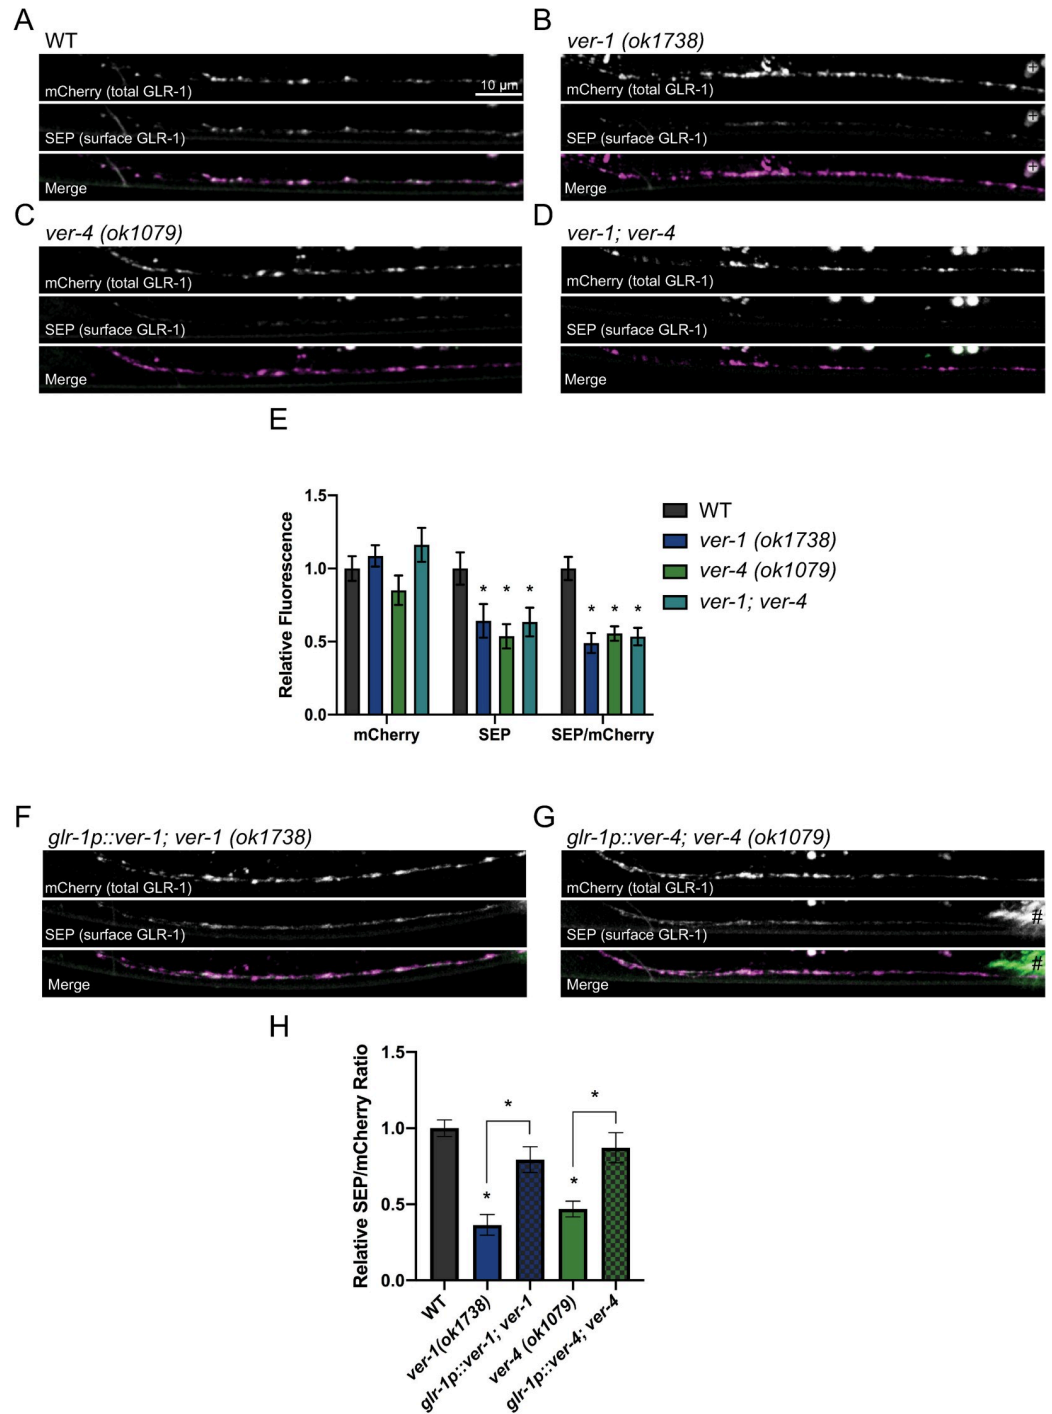 A
WT
mCherry (total GLR-1)
10 µm
SEP (surface GLR-1)
Merge
B
ver-1 (ok1738)
mCherry (total GLR-1)
+
SEP (surface GLR-1)
+
Merge
+
C
ver-4 (ok1079)
mCherry (total GLR-1)
SEP (surface GLR-1)
Merge
D
ver-1; ver-4
mCherry (total GLR-1)
SEP (surface GLR-1)
Merge
E
Relative Fluorescence
1.5
1.0
0.5
0.0
* * *
* * *
mCherry
SEP
SEP/mCherry
WT
ver-1 (ok1738)
ver-4 (ok1079)
ver-1; ver-4
F
glr-1p::ver-1; ver-1 (ok1738)
mCherry (total GLR-1)
SEP (surface GLR-1)
Merge
G
glr-1p::ver-4; ver-4 (ok1079)
mCherry (total GLR-1)
SEP (surface GLR-1)
#
Merge
#
H
Relative SEP/mCherry Ratio
1.5
1.0
0.5
0.0
*
*
*
*
WT
ver-1(ok1738)
glr-1p::ver-1; ver-1
ver-4 (ok1079)
glr-1p::ver-4; ver-4